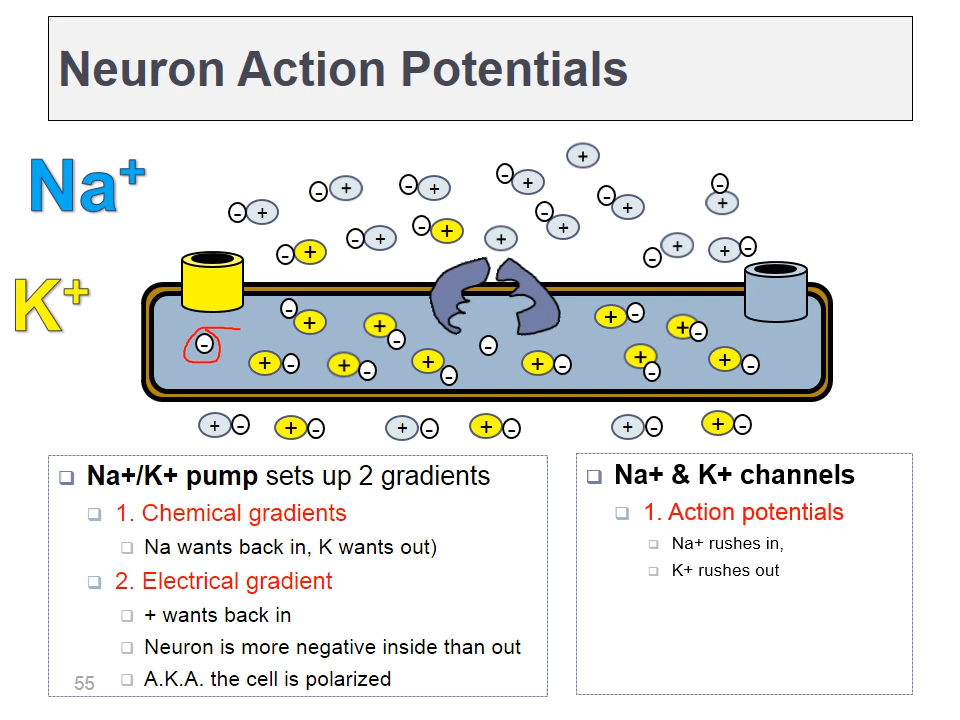 Neuron Action Potentials
Na+
K+
Na+/K+ pump sets up 2 gradients
1. Chemical gradients
Na wants back in, K wants out)
2. Electrical gradient
+ wants back in
Neuron is more negative inside than out
A.K.A. the cell is polarized
55
Na+ & K+ channels
1. Action potentials
Na+ rushes in,
K+ rushes out